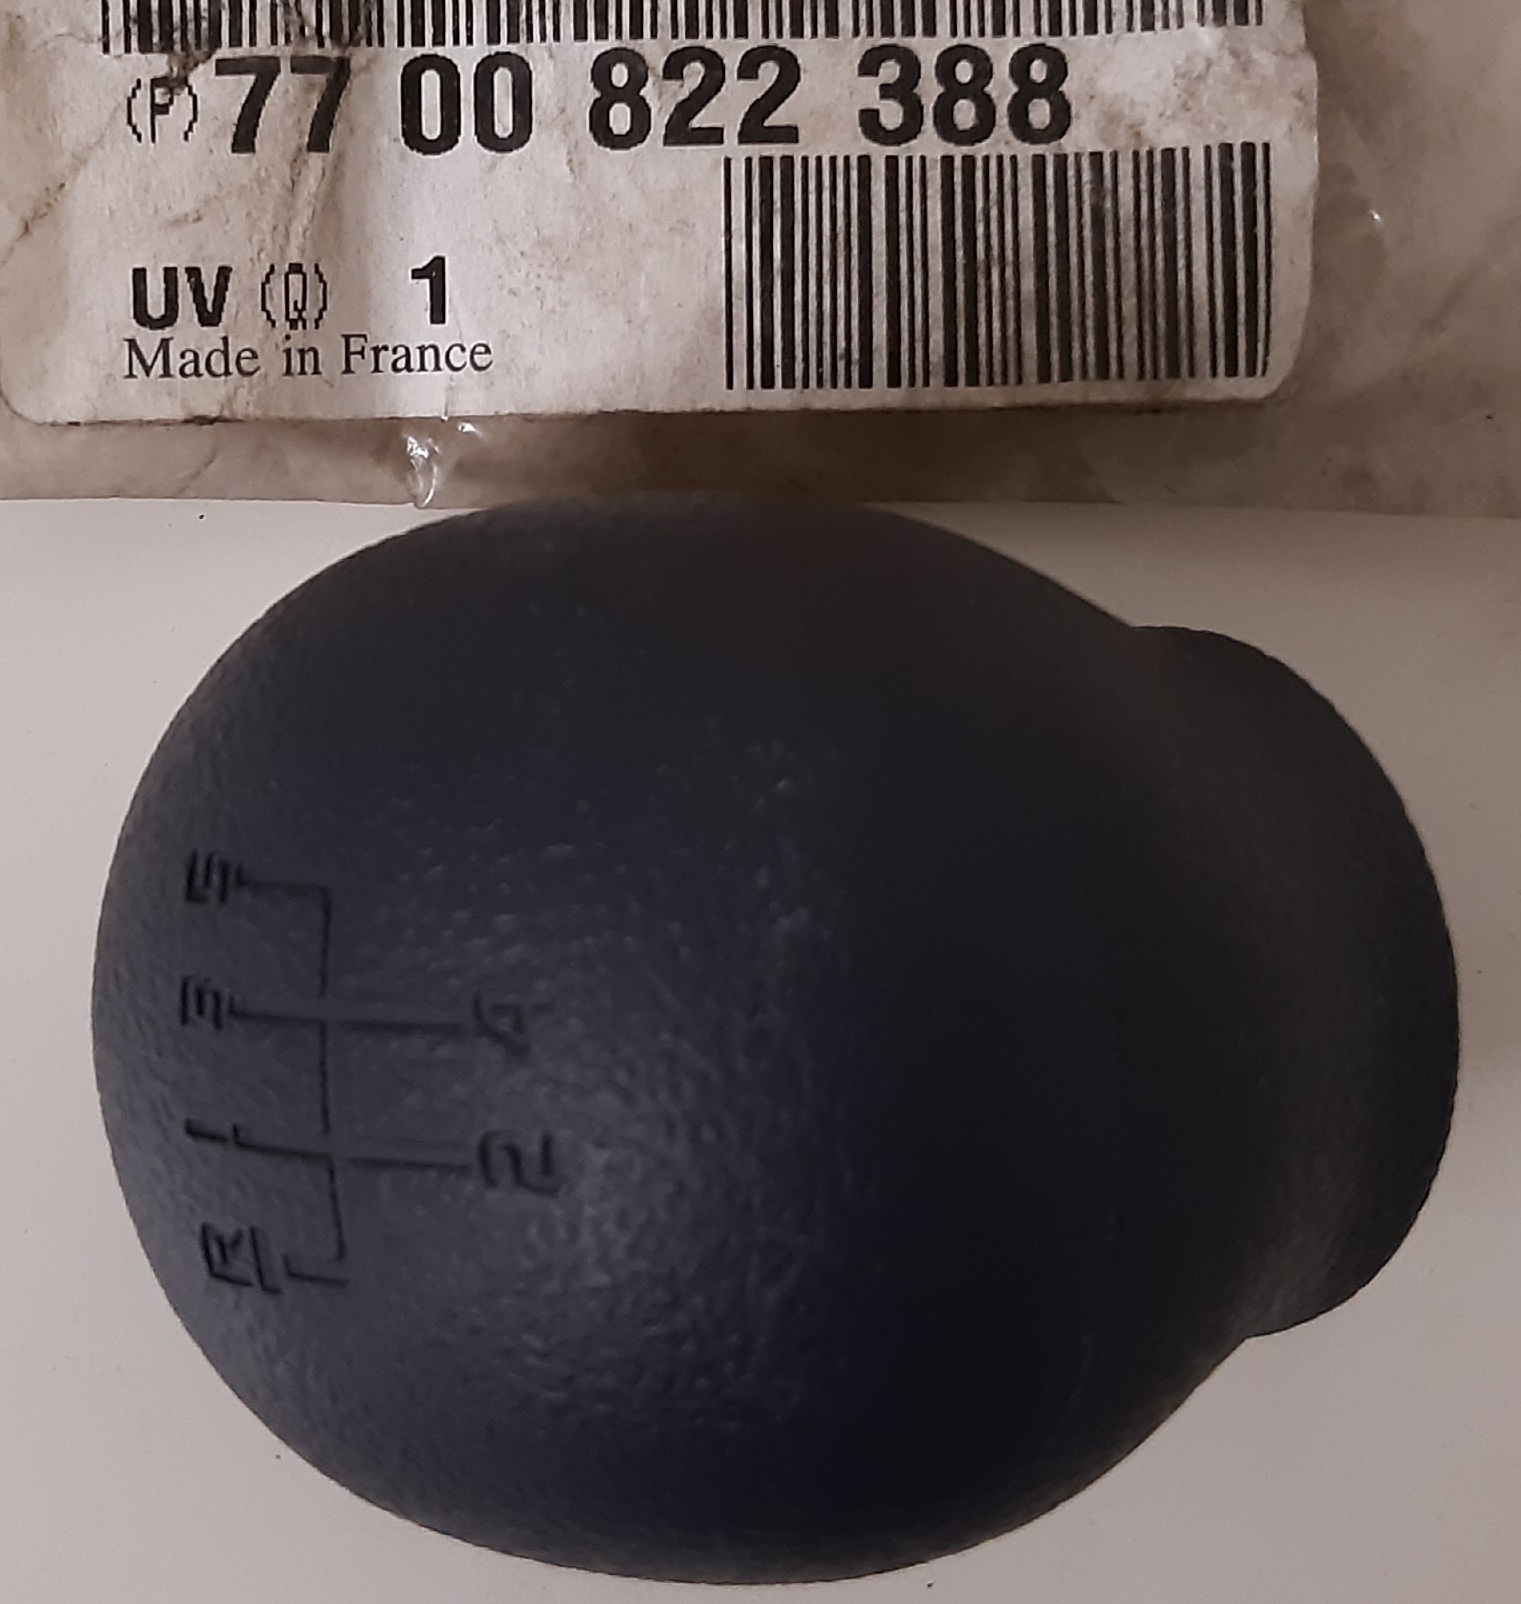 (P) 77 00 822 388
UV (Q) 1
Made in France
R 1 3 5
2 4